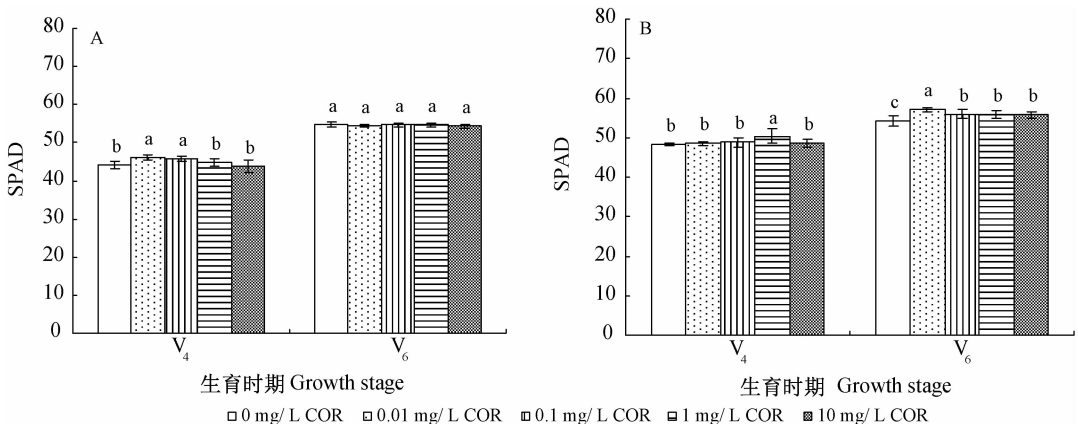 A
SPAD
80
70
60
50
40
30
20
10
0
b a a b b
a a a a a
V4 V6
生育时期 Growth stage
B
SPAD
80
70
60
50
40
30
20
10
0
b b b a b
c a b b b
V4 V6
生育时期 Growth stage
0 mg/ L COR 0.01 mg/ L COR 0.1 mg/ L COR 1 mg/ L COR 10 mg/ L COR